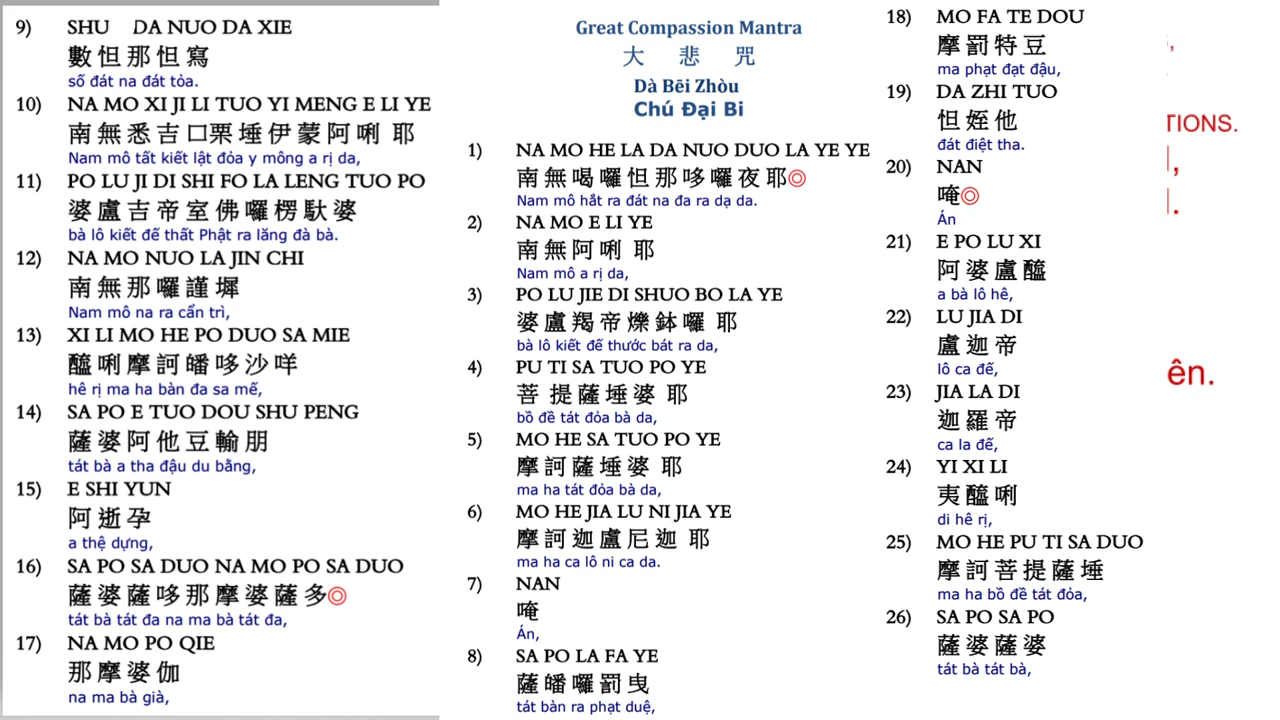 Great Compassion Mantra
大 悲 咒
Dà Bēi Zhòu
Chú Đại Bi
1) NA MO HE LA DA NUO DUO LA YE YE
南無喝囉怛那哆囉夜耶◎
Nam mô hắt ra đát na đa ra dạ da.
2) NA MO E LI YE
南無阿唎 耶
Nam mô a rị da,
3) PO LU JIE DI SHUO BO LA YE
婆盧羯帝爍鉢囉 耶
bà lô kiết đế thước bát ra da,
4) PU TI SA TUO PO YE
菩提薩埵婆 耶
bồ đề tát đỏa bà da,
5) MO HE SA TUO PO YE
摩訶薩埵婆 耶
ma ha tát đỏa bà da,
6) MO HE JIA LU NI JIA YE
摩訶迦盧尼迦 耶
ma ha ca lô ni ca da.
7) NAN
唵
Án,
8) SA PO LA FA YE
薩皤囉罰曳
tát bàn ra phạt duệ,
9) SHU DA NUO DA XIE
數怛那怛寫
số đát na đát tỏa.
10) NA MO XI JI LI TUO YI MENG E LI YE
南無悉吉口栗埵伊蒙阿唎 耶
Nam mô tất kiết lật đỏa y mông a rị da,
11) PO LU JI DI SHI FO LA LENG TUO PO
婆盧吉帝室佛囉楞馱婆
bà lô kiết đế thất Phật ra lăng đà bà.
12) NA MO NUO LA JIN CHI
南無那囉謹墀
Nam mô na ra cẩn trì,
13) XI LI MO HE PO DUO SA MIE
醯唎摩訶皤哆沙咩
hê rị ma ha bàn đa sa mế,
14) SA PO E TUO DOU SHU PENG
薩婆阿他豆輸朋
tát bà a tha đậu du bằng,
15) E SHI YUN
阿逝孕
a thệ dựng,
16) SA PO SA DUO NA MO PO SA DUO
薩婆薩哆那摩婆薩多◎
tát bà tát đa na ma bà tát đa,
17) NA MO PO QIE
那摩婆伽
na ma bà già,
18) MO FA TE DOU
摩罰特豆
ma phạt đạt đậu,
19) DA ZHI TUO
怛姪他
đát điệt tha.
20) NAN
唵◎
Án
21) E PO LU XI
阿婆盧醯
a bà lô hê,
22) LU JIA DI
盧迦帝
lô ca đế,
23) JIA LA DI
迦羅帝
ca la đế,
24) YI XI LI
夷醯唎
di hê rị,
25) MO HE PU TI SA DUO
摩訶菩提薩埵
ma ha bồ đề tát đỏa,
26) SA PO SA PO
薩婆薩婆
tát bà tát bà,
TIONS.
ên.